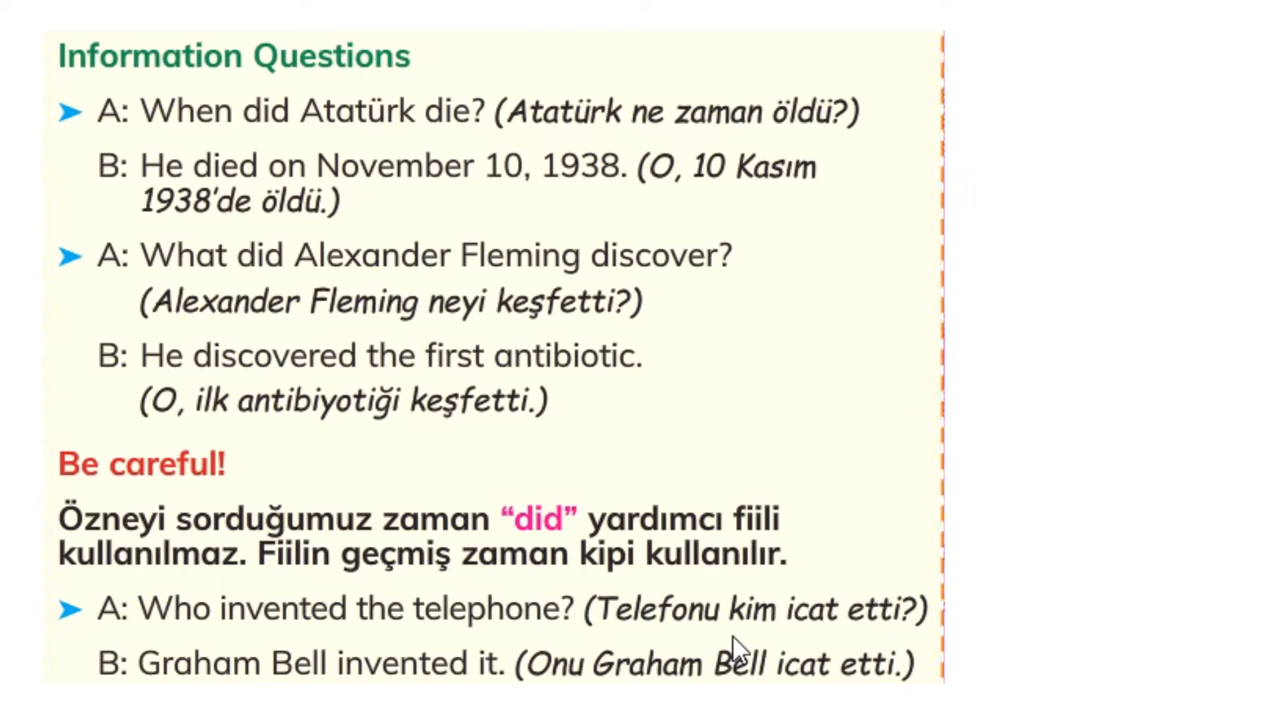 Information Questions
➤ A: When did Atatürk die? (Atatürk ne zaman öldü?)
B: He died on November 10, 1938. (O, 10 Kasım
1938'de öldü.)
➤ A: What did Alexander Fleming discover?
(Alexander Fleming neyi keşfetti?)
B: He discovered the first antibiotic.
(O, ilk antibiyotiği keşfetti.)
Be careful!
Özneyi sorduğumuz zaman “did” yardımcı fiili
kullanılmaz. Fiilin geçmiş zaman kipi kullanılır.
➤ A: Who invented the telephone? (Telefonu kim icat etti?)
B: Graham Bell invented it. (Onu Graham Bell icat etti.)